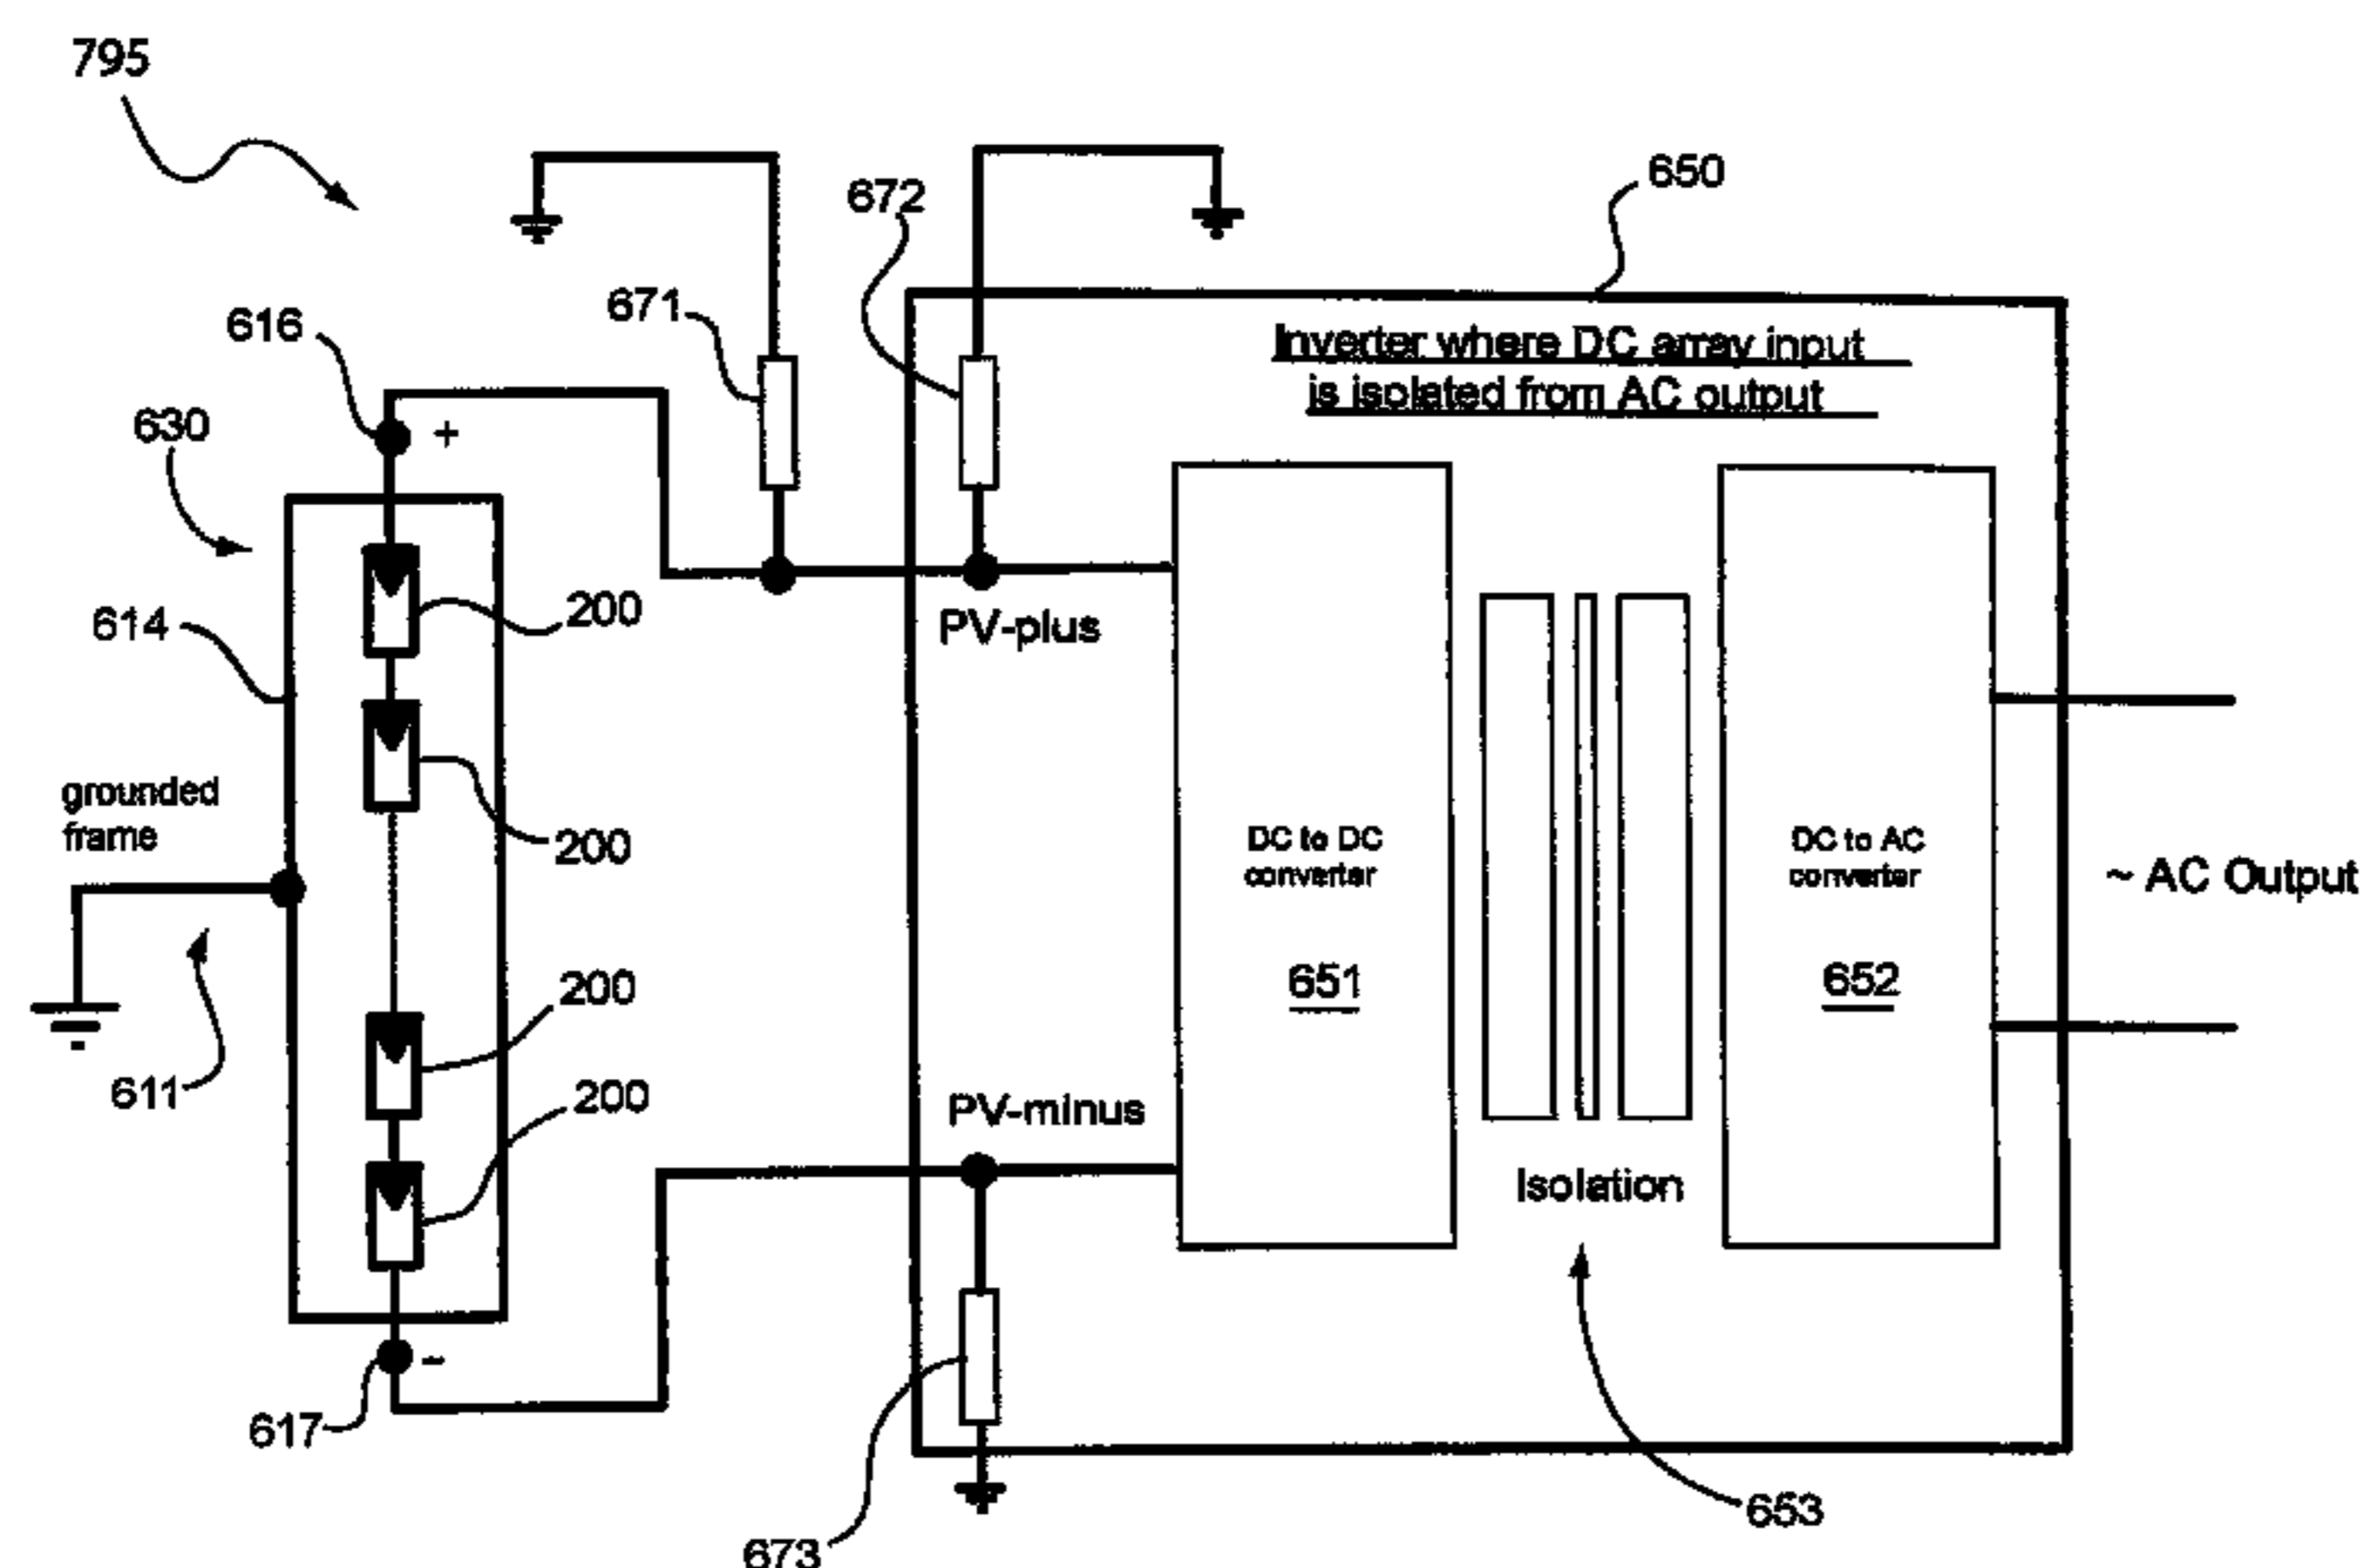 795
650
672
671
616
Inverter where DC array input
is isolated from AC output
630
+
200
614
PV-plus
200
grounded
frame
DC to DC
converter
651
DC to AC
converter
652
~ AC Output
200
200
611
PV-minus
Isolation
-
617
673
653